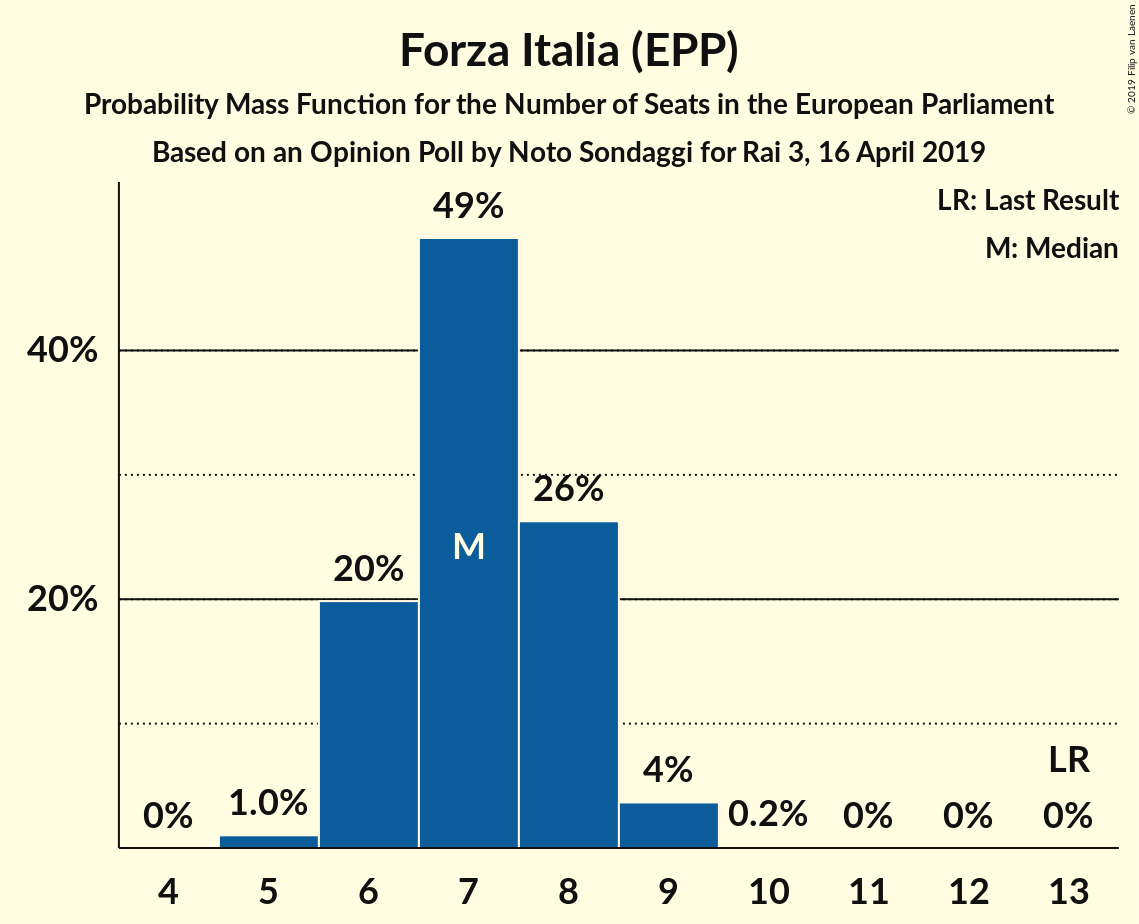 Forza Italia (EPP)
Probability Mass Function for the Number of Seats in the European Parliament
Based on an Opinion Poll by Noto Sondaggi for Rai 3, 16 April 2019
© 2019 Filip van Laenen
LR: Last Result
M: Median
40%
20%
0%
1.0%
20%
49%
M
26%
4%
0.2%
0%
0%
LR
0%
4 5 6 7 8 9 10 11 12 13